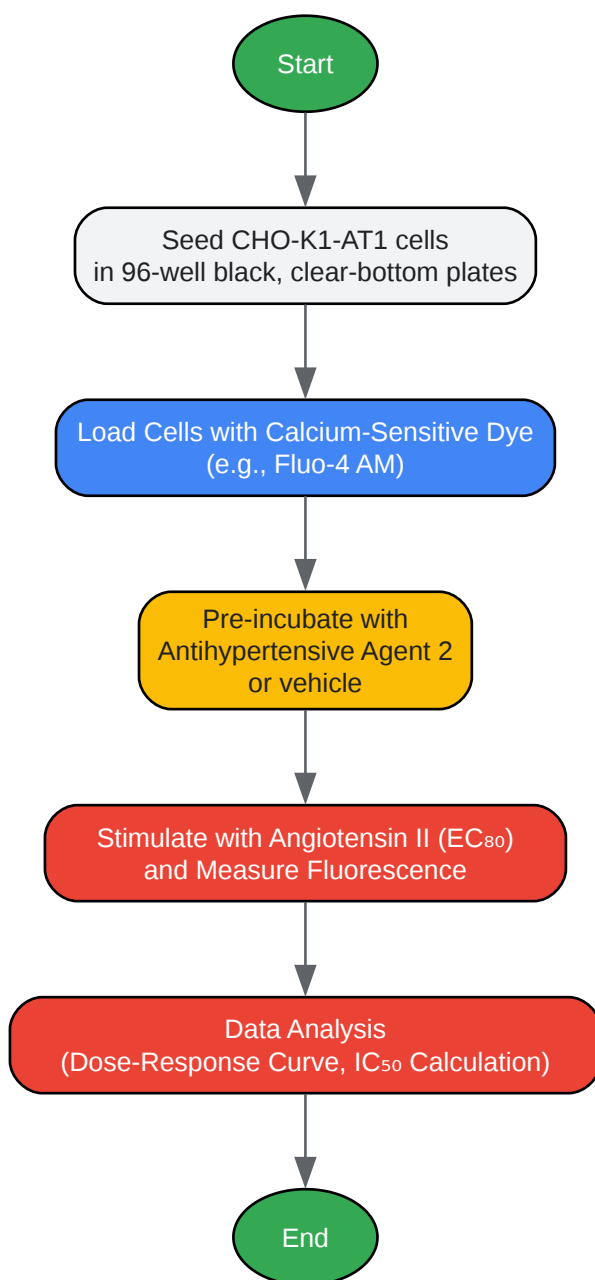 Start
Seed CHO-K1-AT1 cells
in 96-well black, clear-bottom plates
Load Cells with Calcium-Sensitive Dye
(e.g., Fluo-4 AM)
Pre-incubate with
Antihypertensive Agent 2
or vehicle
Stimulate with Angiotensin II (EC₈₀)
and Measure Fluorescence
Data Analysis
(Dose-Response Curve, IC₅₀ Calculation)
End